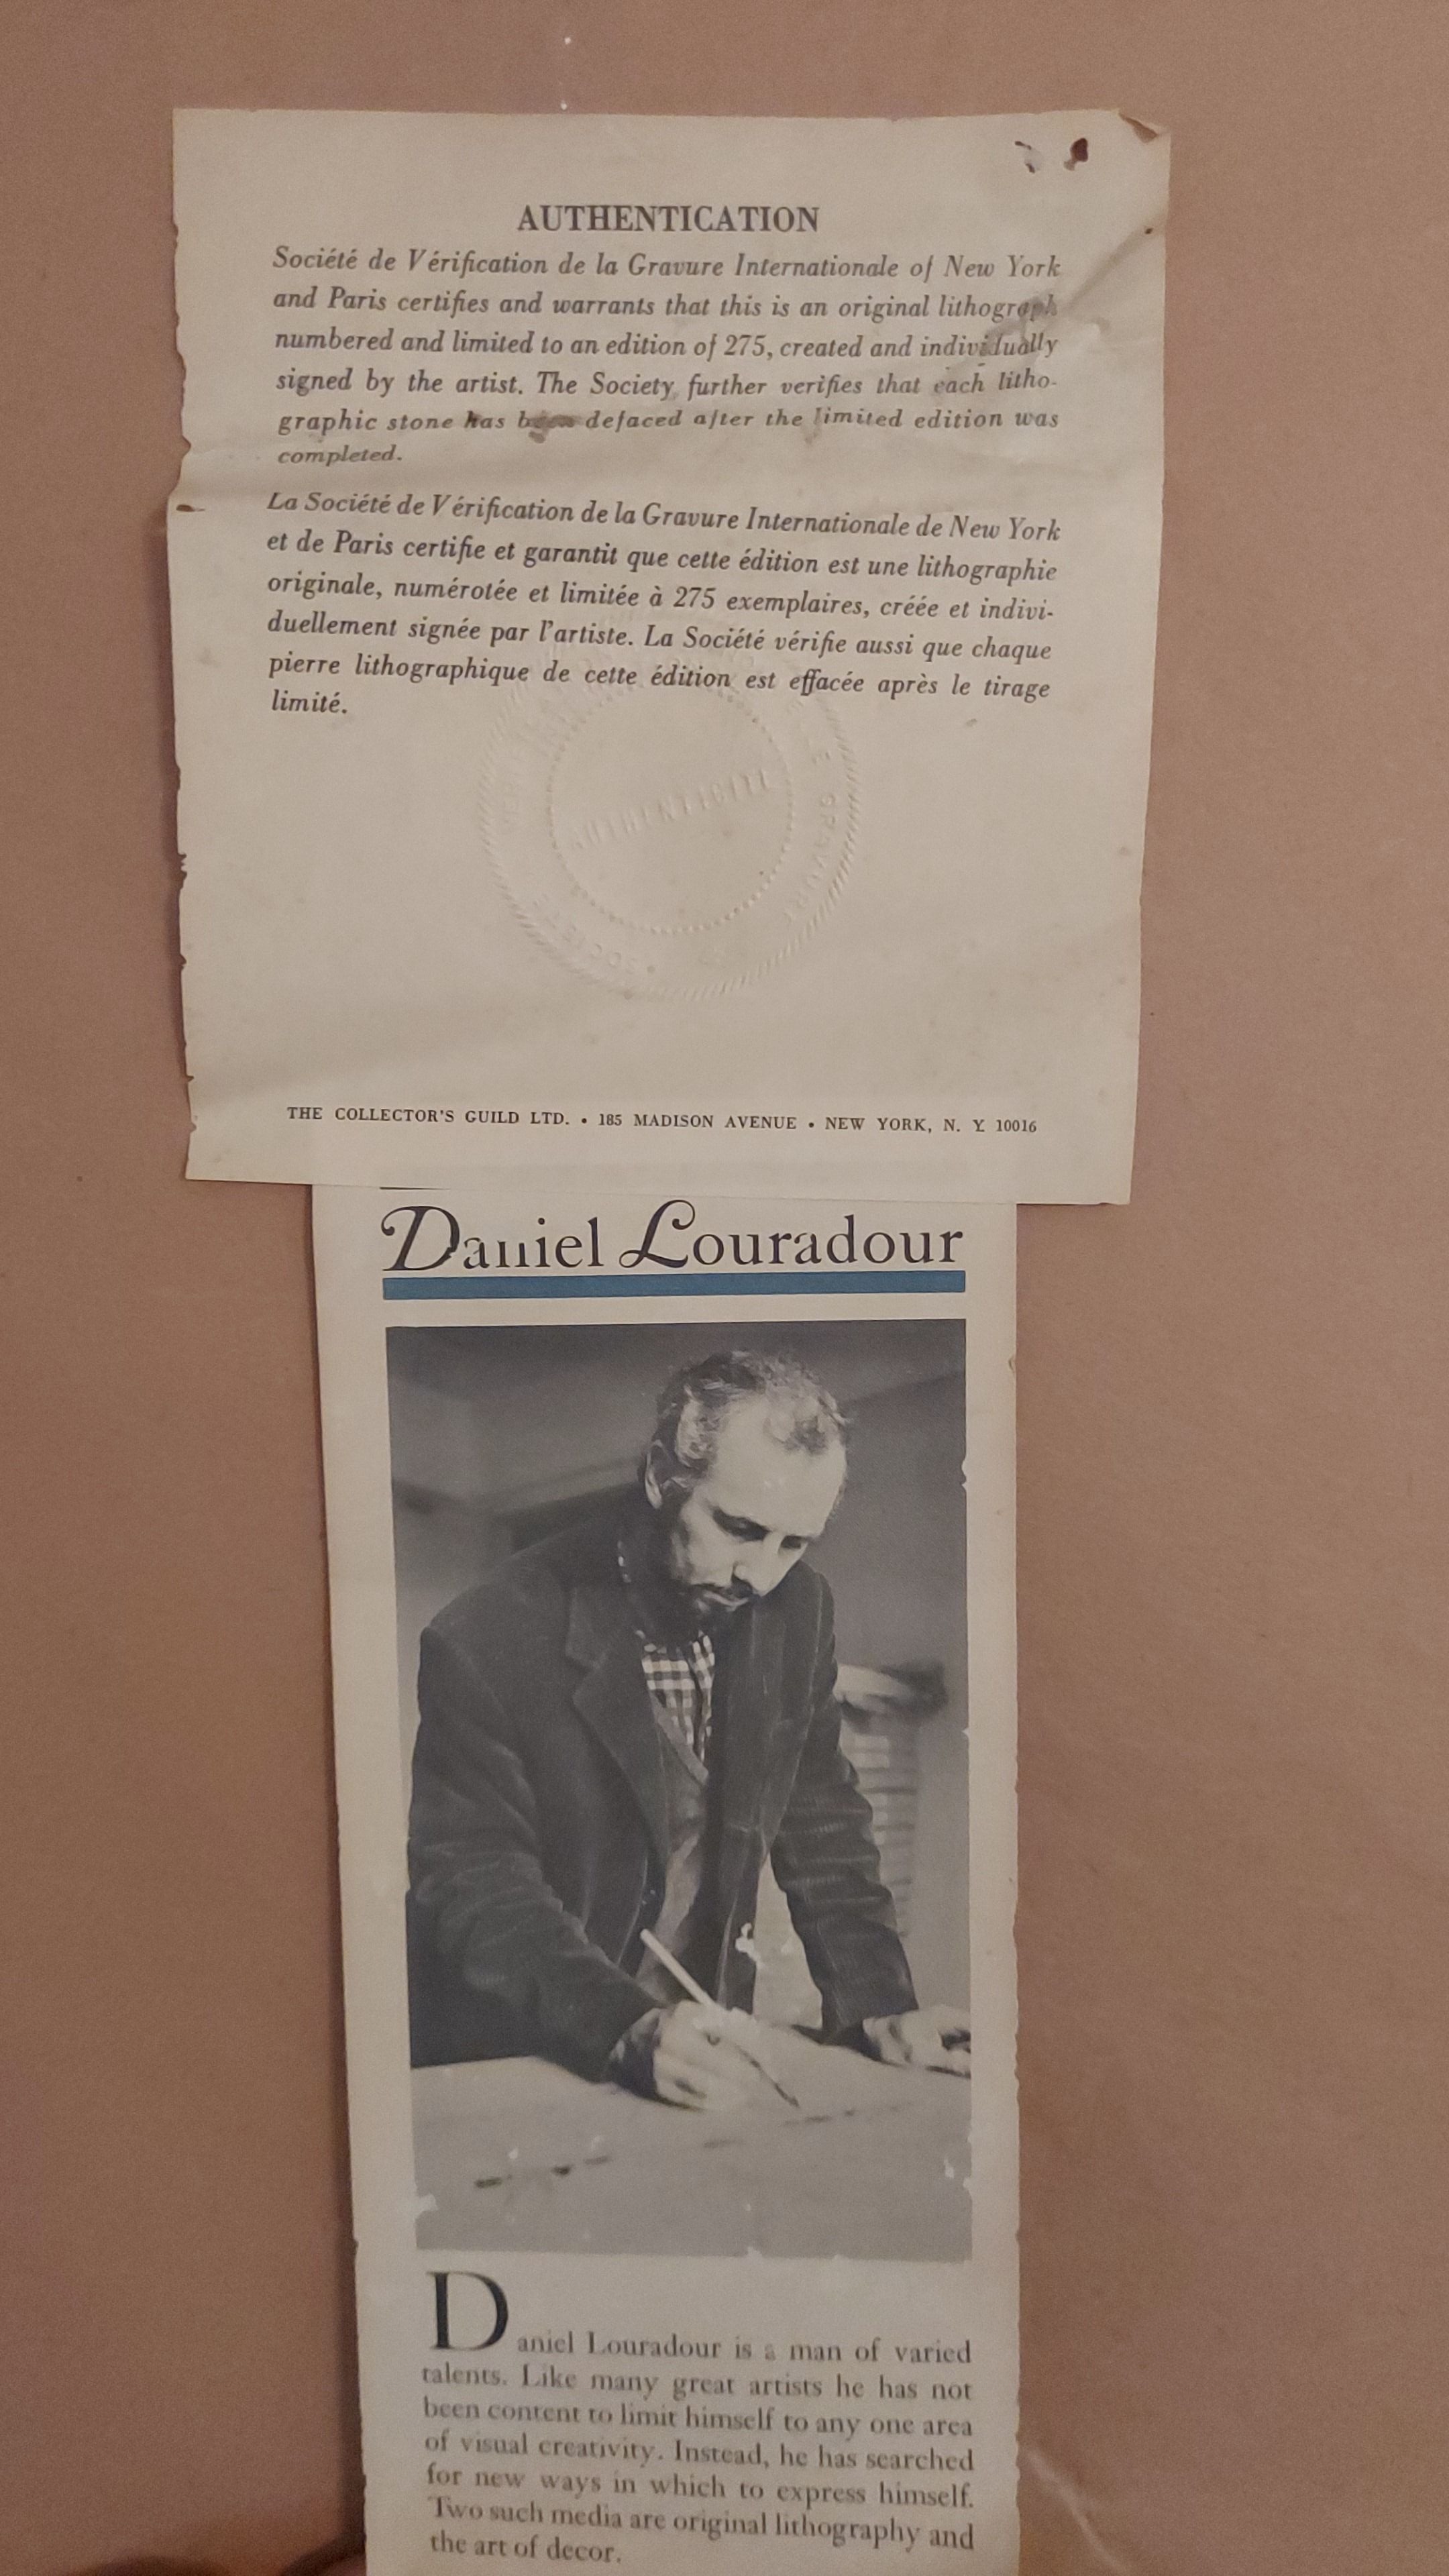 AUTHENTICATION
Société de Vérification de la Gravure Internationale of New York
and Paris certifies and warrants that this is an original lithograph
numbered and limited to an edition of 275, created and individually
signed by the artist. The Society further verifies that each litho-
graphic stone has been defaced after the limited edition was
completed.
La Société de Vérification de la Gravure Internationale de New York
et de Paris certifie et garantit que cette édition est une lithographie
originale, numérotée et limitée à 275 exemplaires, créée et indivi-
duellement signée par l'artiste. La Société vérifie aussi que chaque
pierre lithographique de cette édition est effacée après le tirage
limité.
AUTHENTICITE
GRAVURE
THE COLLECTOR'S GUILD LTD. • 185 MADISON AVENUE • NEW YORK, N. Y. 10016
Daniel Louradour
Daniel Louradour is a man of varied
talents. Like many great artists he has not
been content to limit himself to any one area
of visual creativity. Instead, he has searched
for new ways in which to express himself.
Two such media are original lithography and
the art of decor.